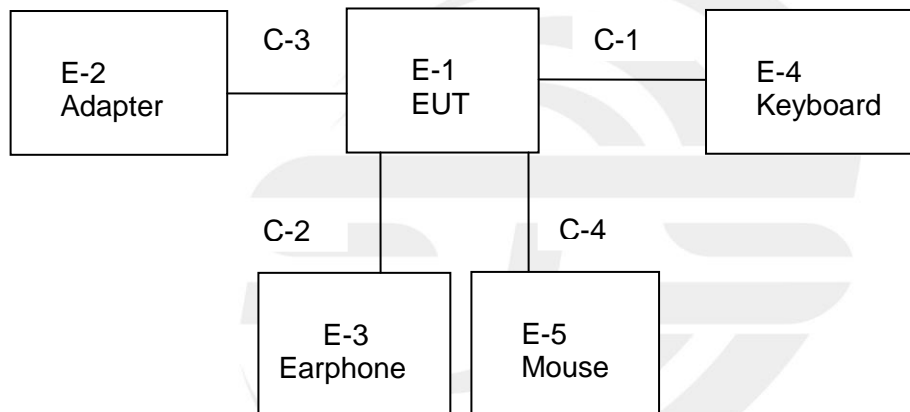 C-3
C-1
E-2
Adapter
E-1
EUT
E-4
Keyboard
C-2
C-4
E-3
Earphone
E-5
Mouse